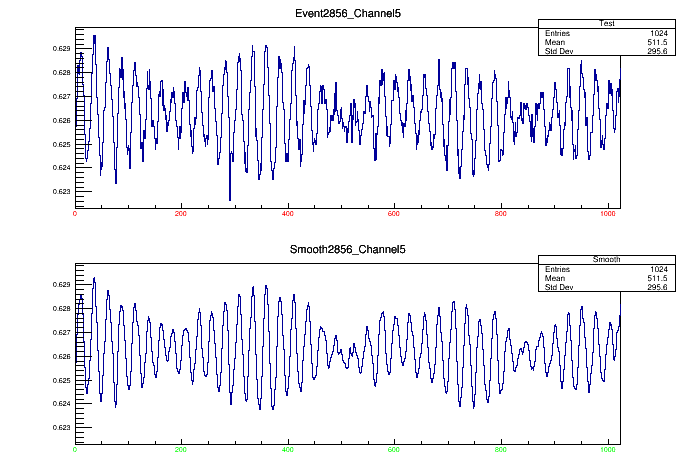 Event2856_Channel5
Test
Entries 1024
Mean 511.5
Std Dev 295.6
0.629
0.628
0.627
0.626
0.625
0.624
0.623
0 200 400 600 800 1000
Smooth2856_Channel5
Smooth
Entries 1024
Mean 511.5
Std Dev 295.6
0.629
0.628
0.627
0.626
0.625
0.624
0.623
0 200 400 600 800 1000